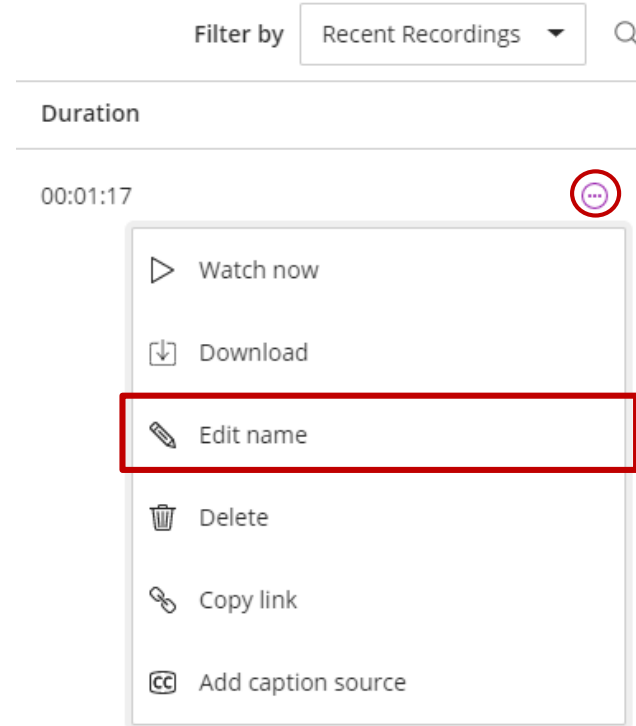 Filter by Recent Recordings
Duration
00:01:17
Watch now
Download
Edit name
Delete
Copy link
CC Add caption source